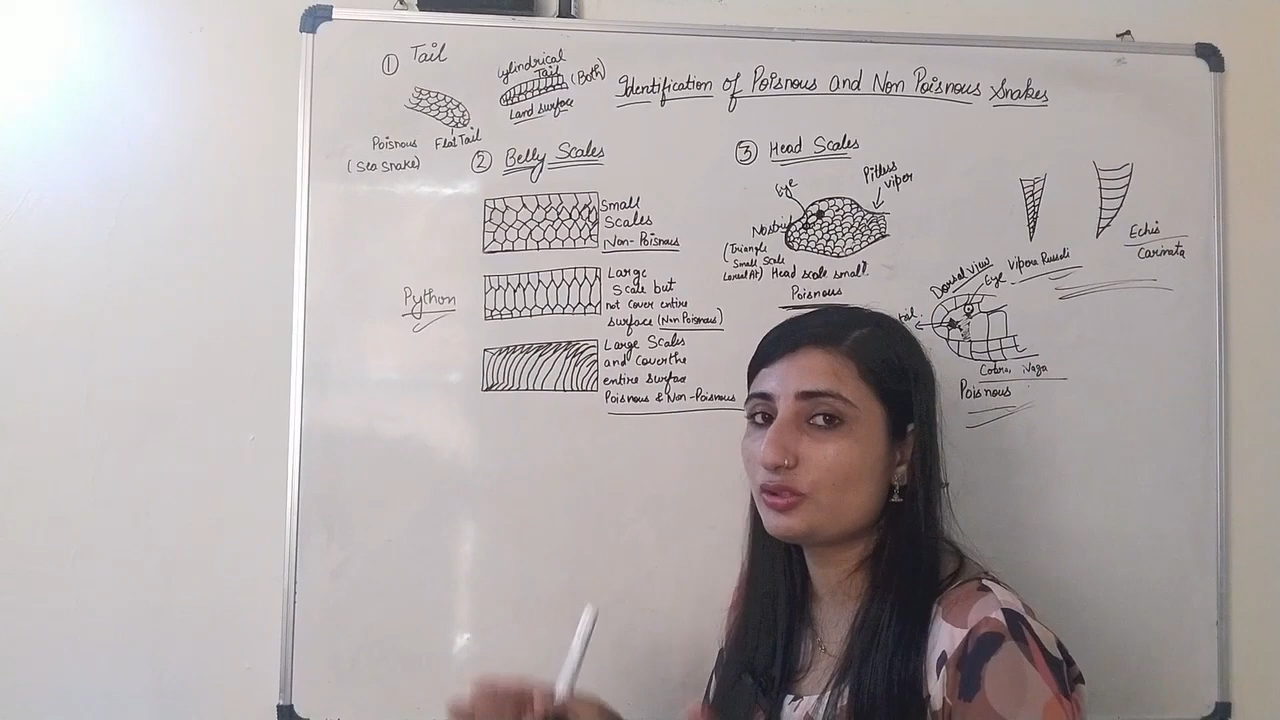 Identification of Poisnous and Non Poisnous Snakes
① Tail
Cylindrical
Tail
(Both)
Land surface
Poisnous
(Sea Snake)
Flat Tail
② Belly Scales
Small
Scales
Non-Poisnous
Python
Large
Scale but
not cover entire
surface (Non Poisnous)
Large Scales
and cover the
entire surface
Poisnous & Non-Poisnous
③ Head Scales
Eye
Pitless
viper
Nostril
(Triangle
Small Scale
Head scale small
Poisnous
Vipera Russeli
Echis
Carinata
Dorsal view
Eye
Cobra, Naja
Poisnous